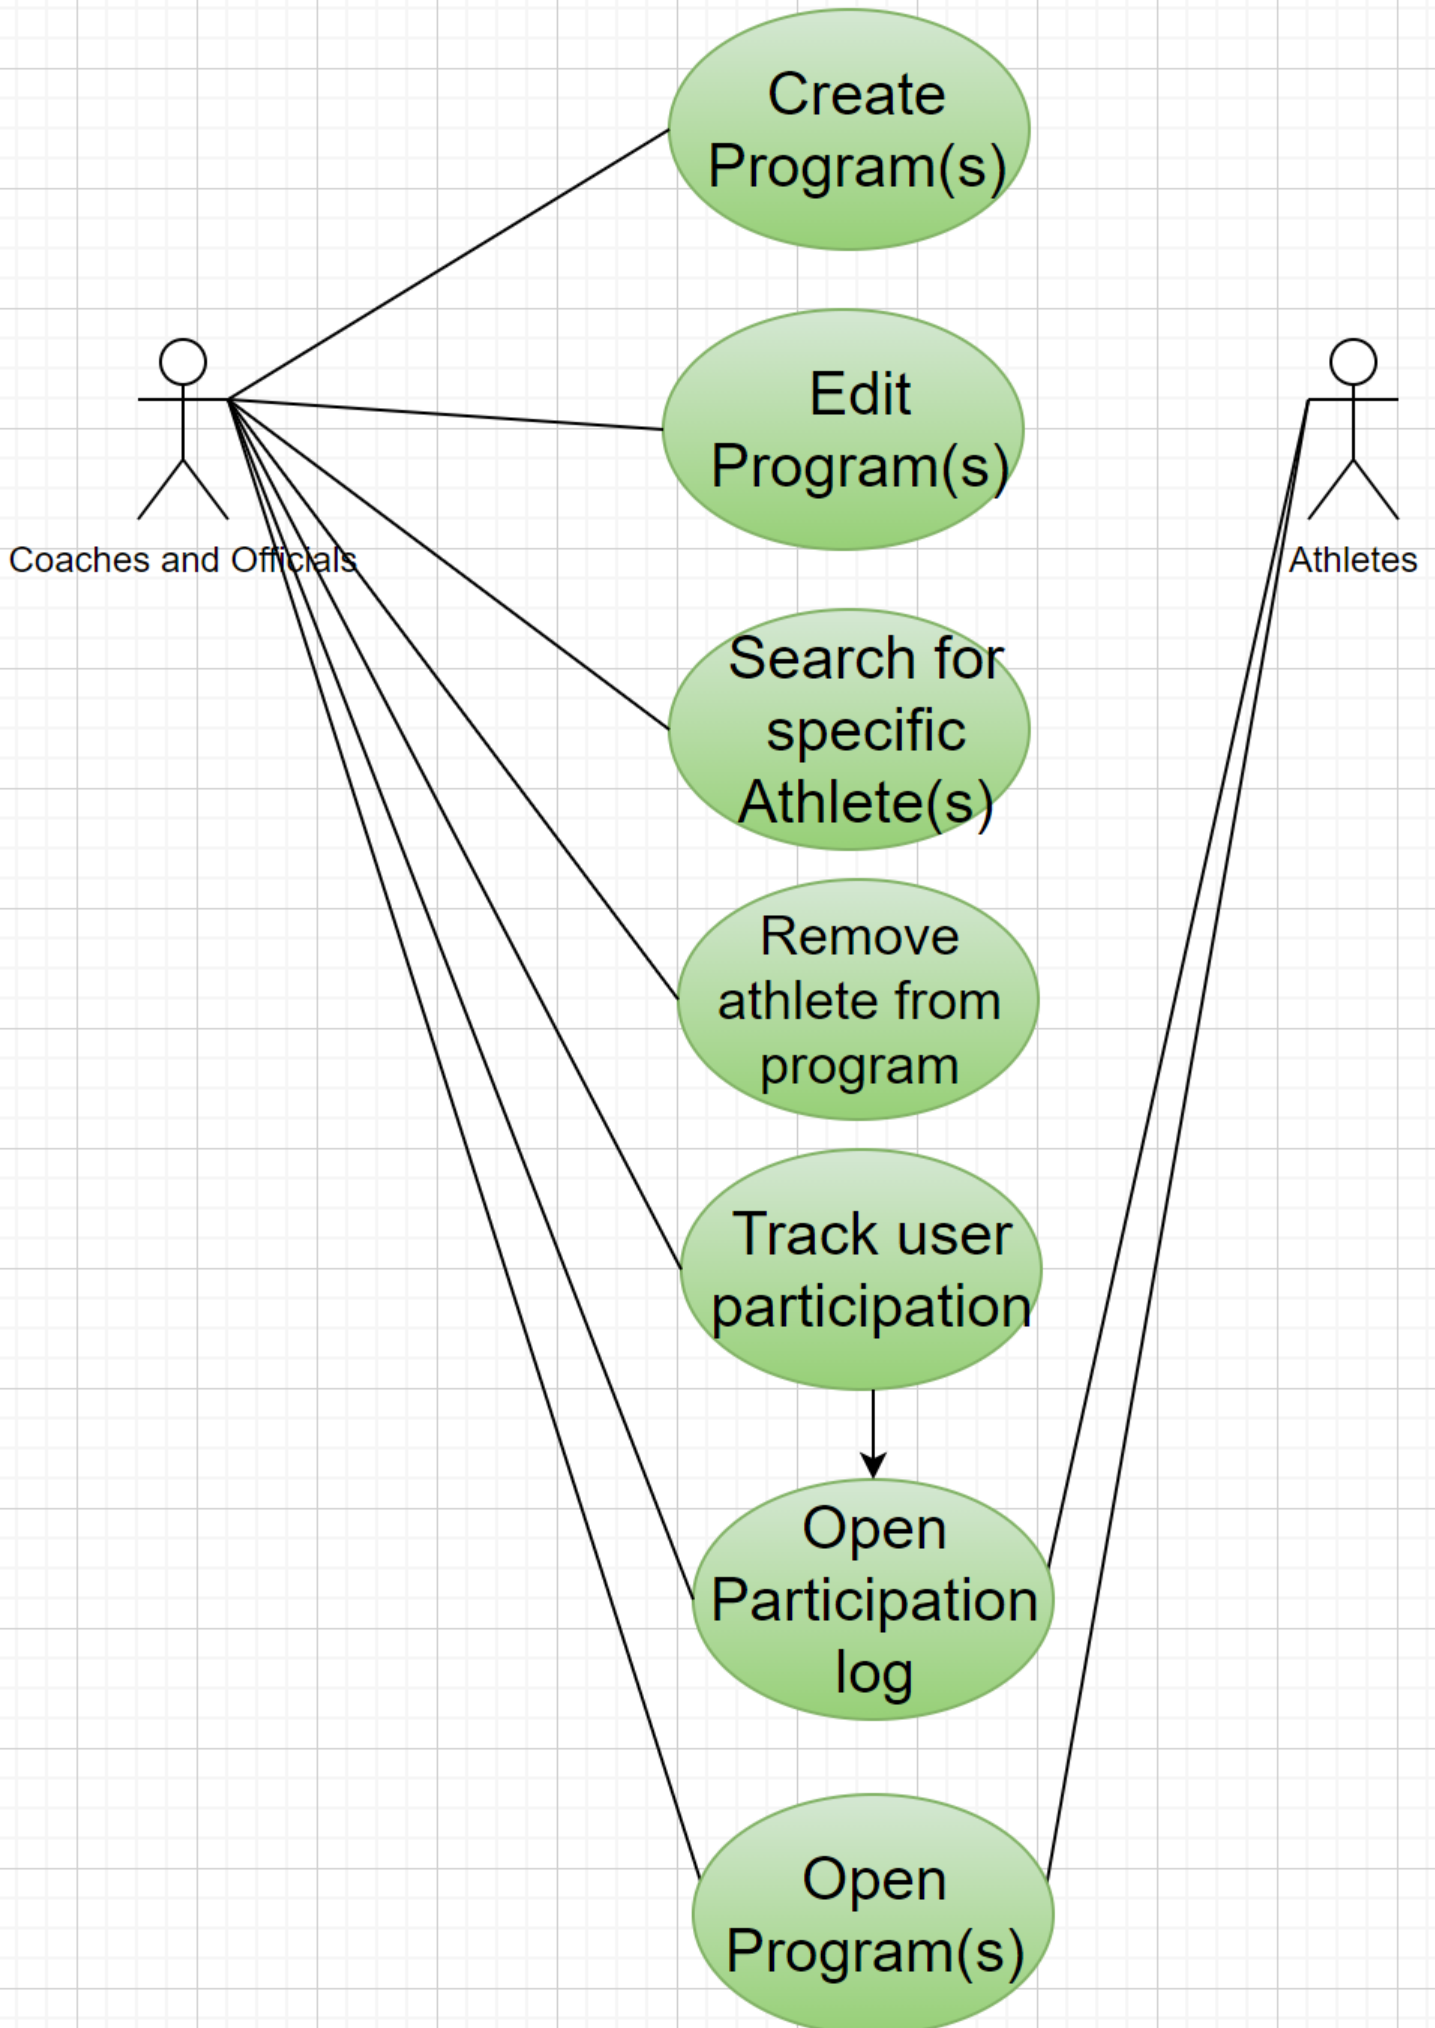 Create
Program(s)
Edit
Program(s)
Coaches and Officials
Athletes
Search for
specific
Athlete(s)
Remove
athlete from
program
Track user
participation
Open
Participation
log
Open
Program(s)